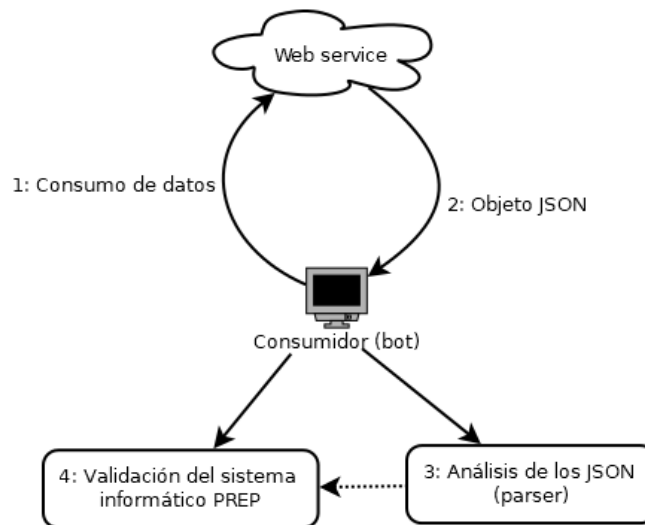 Web service
1: Consumo de datos
2: Objeto JSON
Consumidor (bot)
4: Validación del sistema
informático PREP
3: Análisis de los JSON
(parser)